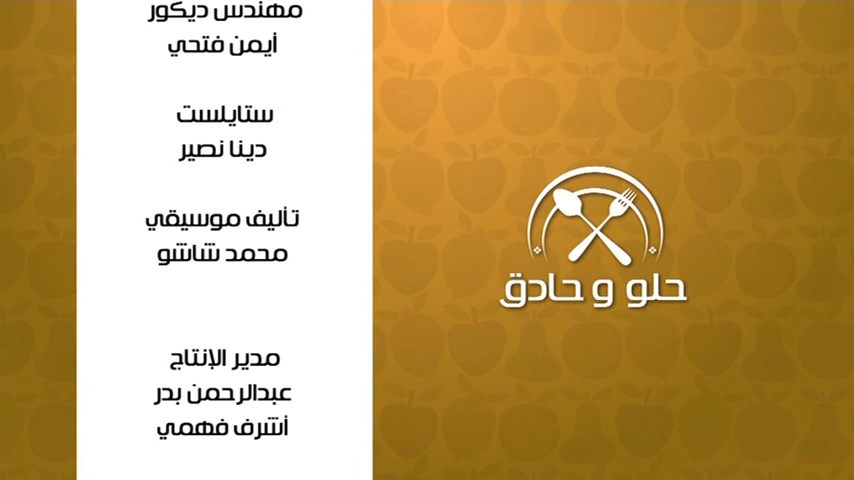 مهندس ديكور
أيمن فتحي
ستايلست
دينا نصير
تأليف موسيقي
محمد شاشو
مدير الإنتاج
عبدالرحمن بدر
أشرف فهمي
حلو و حادق